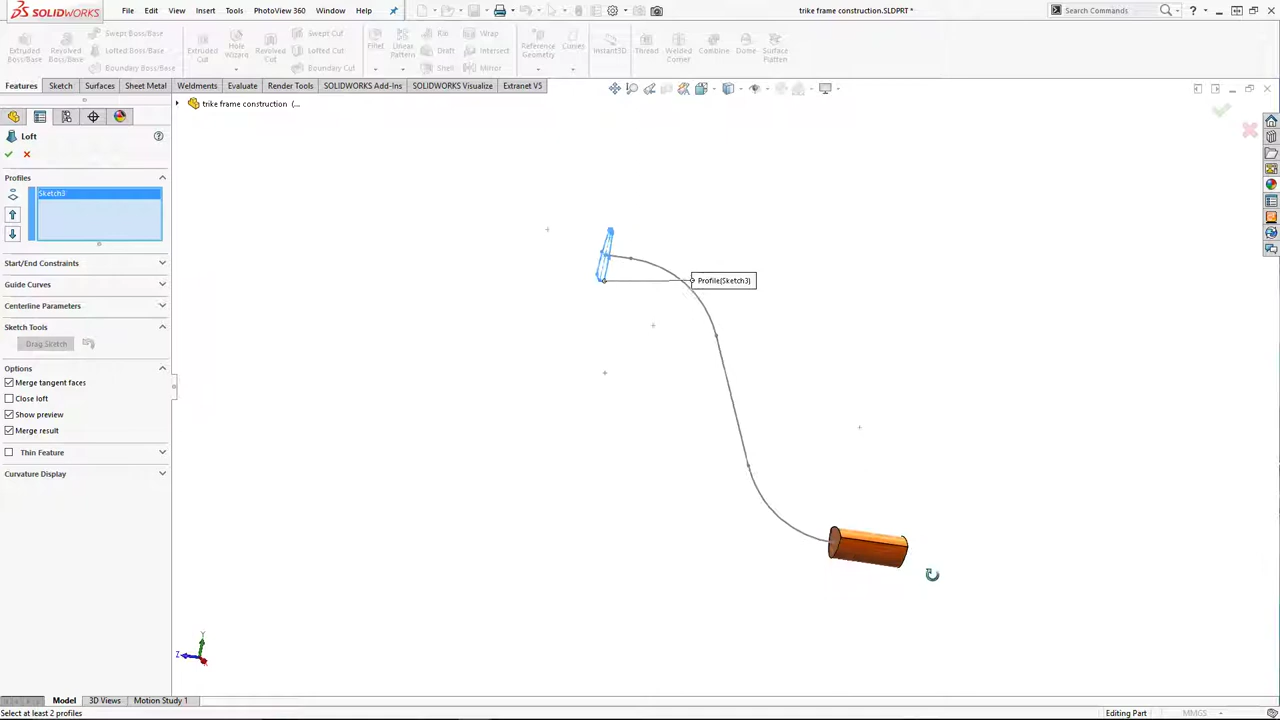 SOLIDWORKS File Edit View Insert Tools PhotoView 360 Window Help trike frame construction.SLDPRT * Search Commands
Extruded Boss/Base
Revolved Boss/Base
Swept Boss/Base
Lofted Boss/Base
Boundary Boss/Base
Extruded Cut
Hole Wizard
Revolved Cut
Swept Cut
Lofted Cut
Boundary Cut
Fillet
Linear Pattern
Rib
Draft
Shell
Wrap
Intersect
Mirror
Reference Geometry
Curves
Instant3D
Thread
Welded Corner
Combine
Dome
Surface Flatten
Features Sketch Surfaces Sheet Metal Weldments Evaluate Render Tools SOLIDWORKS Add-Ins SOLIDWORKS Visualize Extranet V5
trike frame construction (...
Loft
Profiles
Sketch3
Start/End Constraints
Guide Curves
Centerline Parameters
Sketch Tools
Drag Sketch
Options
Merge tangent faces
Close loft
Show preview
Merge result
Thin Feature
Curvature Display
Profile(Sketch3)
Y
Z
Model 3D Views Motion Study 1
Select at least 2 profiles Editing Part MMGS